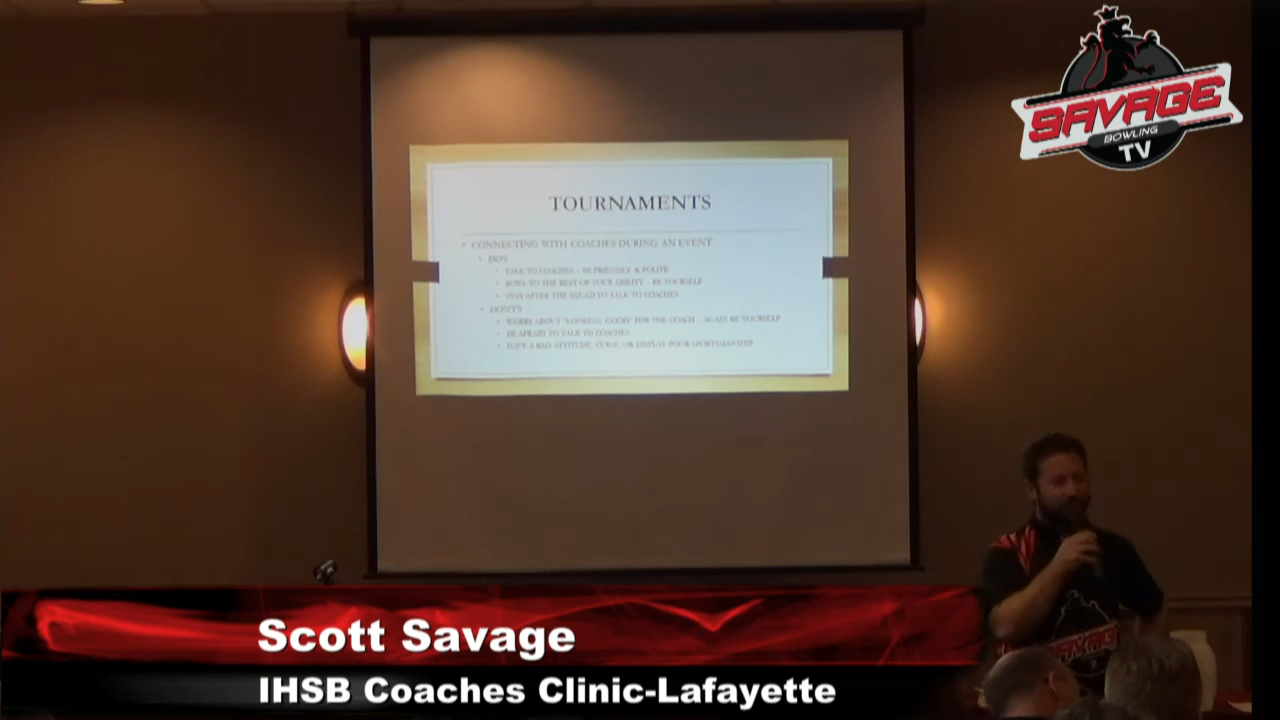 SAVAGE
BOWLING
TV
TOURNAMENTS
• CONNECTING WITH COACHES DURING AN EVENT
• DO'S
• TALK TO COACHES – BE FRIENDLY & POLITE
• BOWL TO THE BEST OF YOUR ABILITY – BE YOURSELF
• STAY AFTER THE SQUAD TO TALK TO COACHES
• DONT'S
• WORRY ABOUT "LOOKING GOOD" FOR THE COACH – AGAIN BE YOURSELF
• BE AFRAID TO TALK TO COACHES
• HAVE A BAD ATTITUDE, CURSE, OR DISPLAY POOR SPORTSMANSHIP
SAVAGE
Scott Savage
IHSB Coaches Clinic-Lafayette